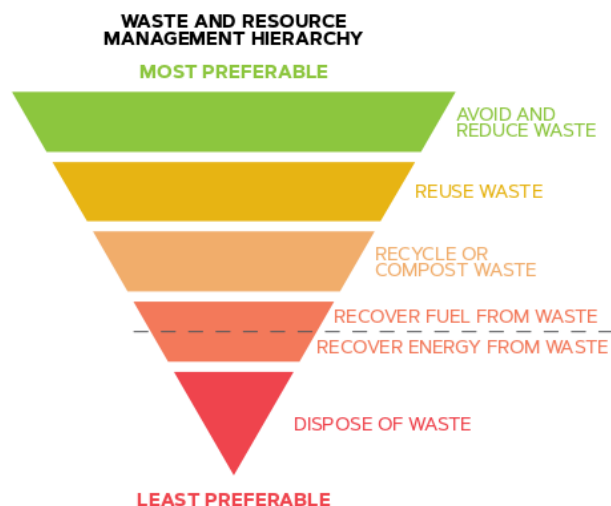 WASTE AND RESOURCE
MANAGEMENT HIERARCHY
MOST PREFERABLE
AVOID AND
REDUCE WASTE
REUSE WASTE
RECYCLE OR
COMPOST WASTE
RECOVER FUEL FROM WASTE
RECOVER ENERGY FROM WASTE
DISPOSE OF WASTE
LEAST PREFERABLE